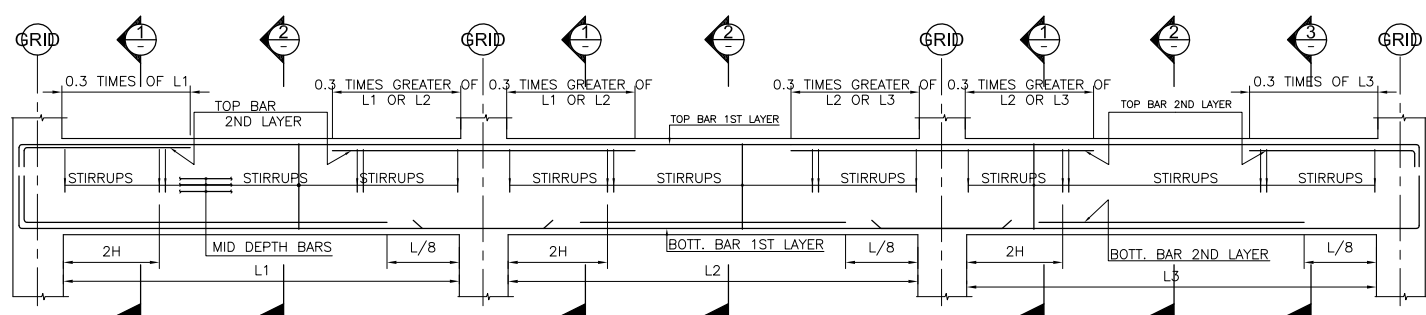 1 2 1 2 1 2 3
- - - - - - -
GRID GRID GRID GRID
0.3 TIMES OF L1 0.3 TIMES GREATER OF 0.3 TIMES GREATER OF 0.3 TIMES GREATER OF 0.3 TIMES GREATER OF 0.3 TIMES OF L3
L1 OR L2 L1 OR L2 L2 OR L3 L2 OR L3
TOP BAR
2ND LAYER
TOP BAR 1ST LAYER
TOP BAR 2ND LAYER
STIRRUPS STIRRUPS STIRRUPS STIRRUPS STIRRUPS STIRRUPS STIRRUPS STIRRUPS STIRRUPS
2H MID DEPTH BARS L/8 2H BOTT. BAR 1ST LAYER L/8 2H BOTT. BAR 2ND LAYER L/8
L1 L2 L3